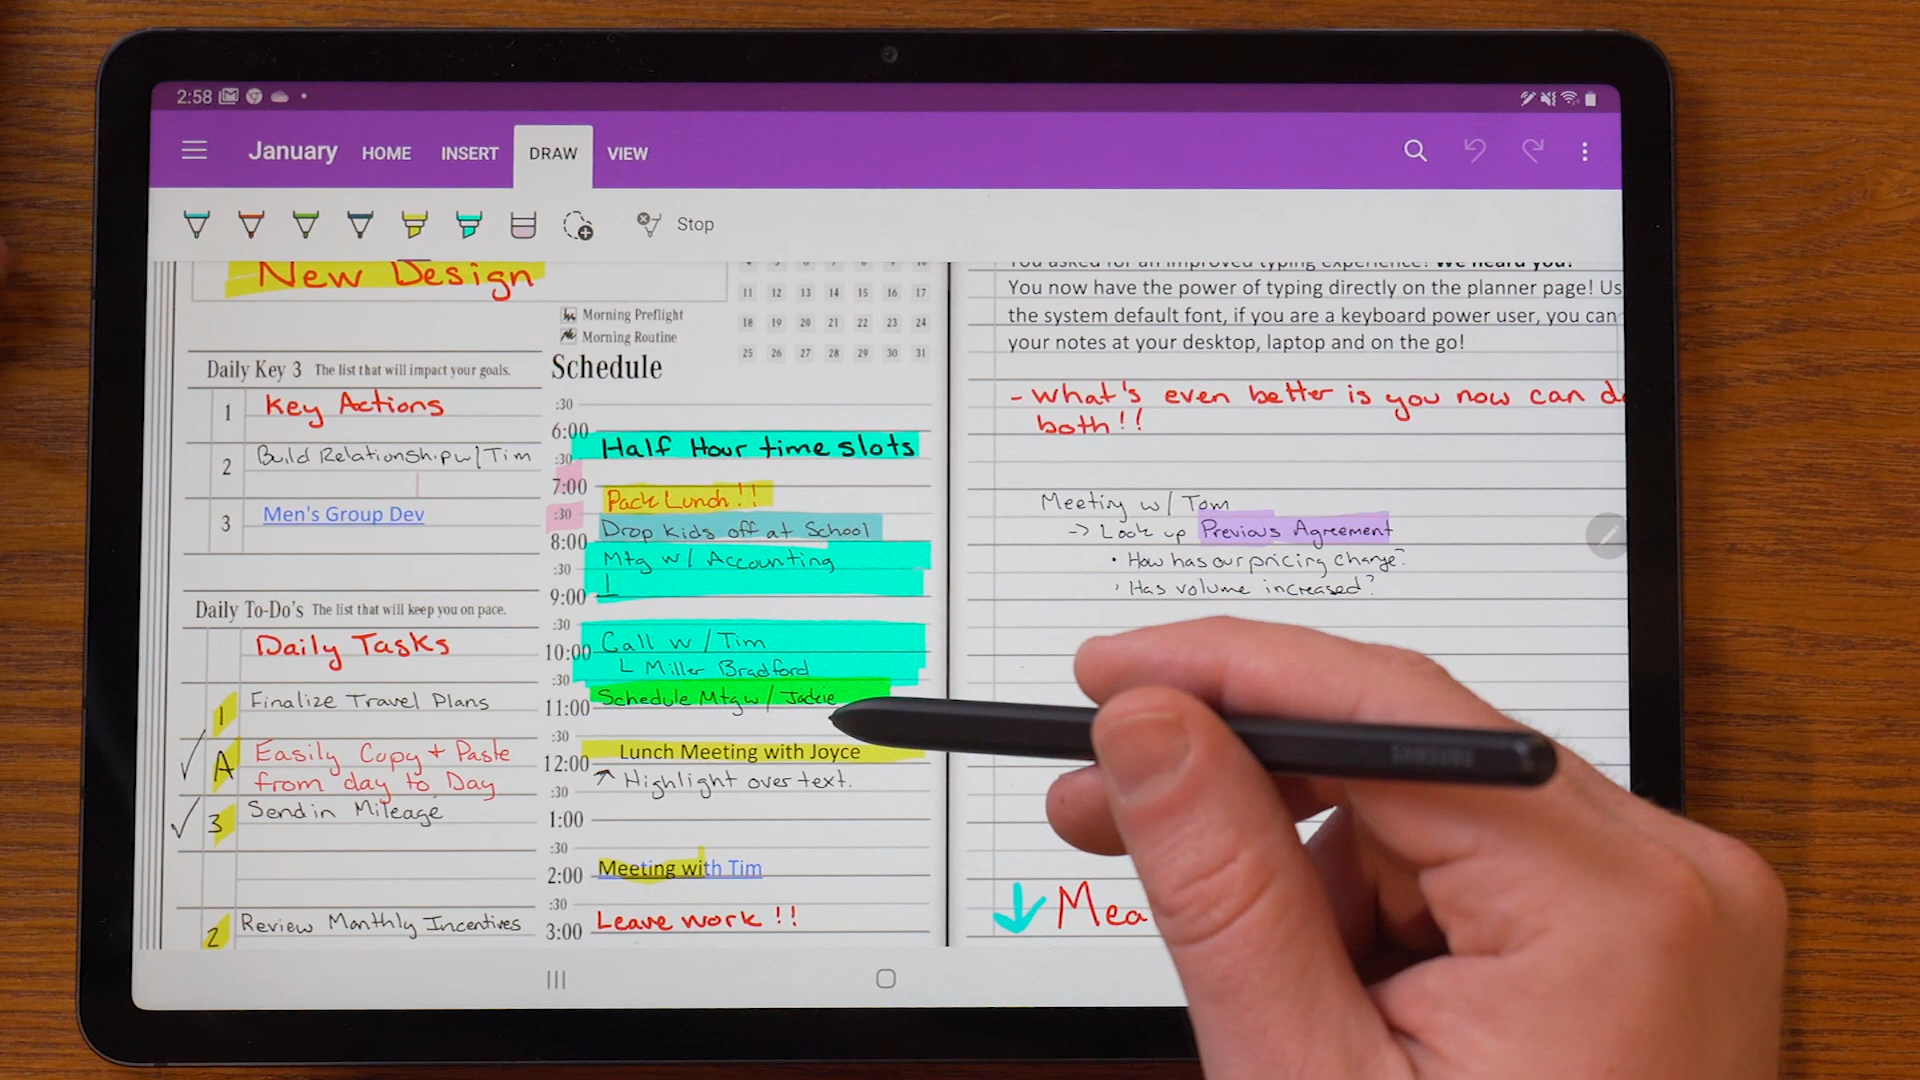 2:58
January HOME INSERT DRAW VIEW
Stop
New Design
11 12 13 14 15 16 17
18 19 20 21 22 23 24
25 26 27 28 29 30 31
Morning Preflight
Morning Routine
Daily Key 3 The list that will impact your goals.
1 Key Actions
2 Build Relationship w/ Tim
3 Men's Group Dev
Daily To-Do's The list that will keep you on pace.
Daily Tasks
1 Finalize Travel Plans
A Easily Copy + Paste
from day to Day
3 Send in Mileage
2 Review Monthly Incentives
Schedule
:30
6:00 Half Hour time slots
:30
7:00 Pack Lunch!!
:30 Drop Kids off at School
8:00
:30 Mtg w/ Accounting
9:00
:30
10:00 Call w/ Tim
:30 L Miller Bradford
11:00 Schedule Mtg w/ Jackie
:30
12:00 Lunch Meeting with Joyce
:30 Highlight over text.
1:00
:30
2:00 Meeting with Tim
:30
3:00 Leave work!!
You asked for an improved typing experience! We heard you!
You now have the power of typing directly on the planner page! Us
the system default font, if you are a keyboard power user, you can
your notes at your desktop, laptop and on the go!
- What's even better is you now can do
both!!
Meeting w/ Tom
-> Look up Previous Agreement
• How has our pricing change?
• Has volume increased?
↓ Mea